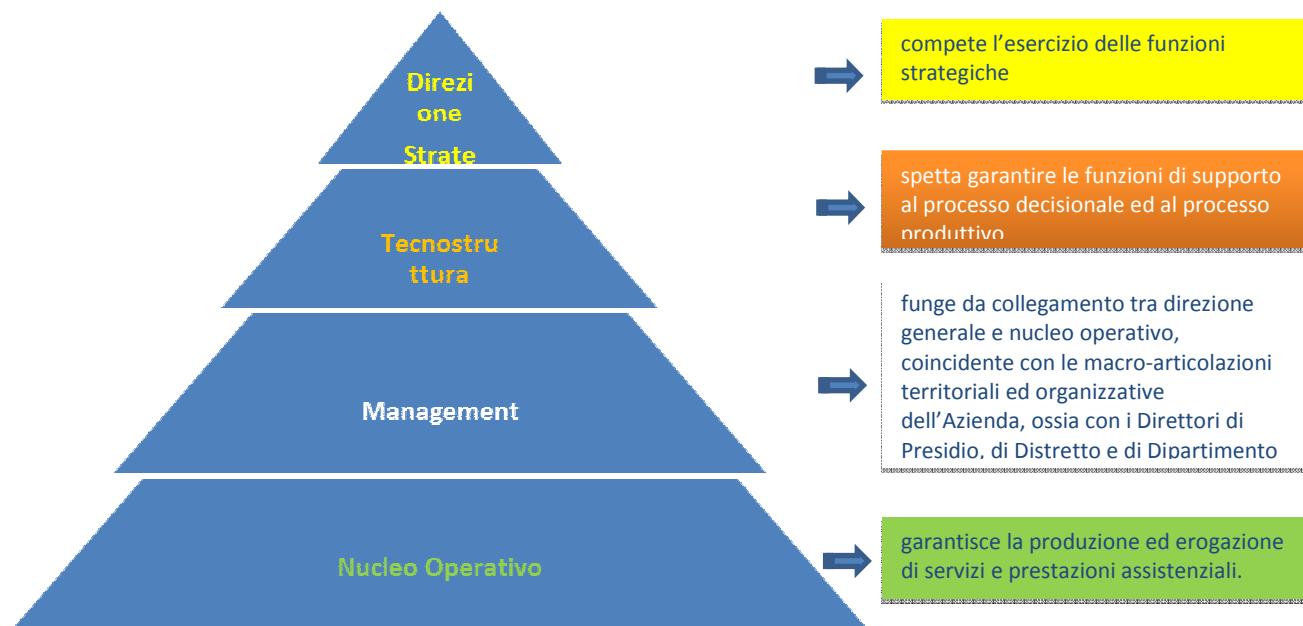 Direzi
one
Strate
compete l’esercizio delle funzioni
strategiche
Tecnostru
ttura
spetta garantire le funzioni di supporto
al processo decisionale ed al processo
produttivo
Management
funge da collegamento tra direzione
generale e nucleo operativo,
coincidente con le macro-articolazioni
territoriali ed organizzative
dell’Azienda, ossia con i Direttori di
Presidio, di Distretto e di Dipartimento
Nucleo Operativo
garantisce la produzione ed erogazione
di servizi e prestazioni assistenziali.